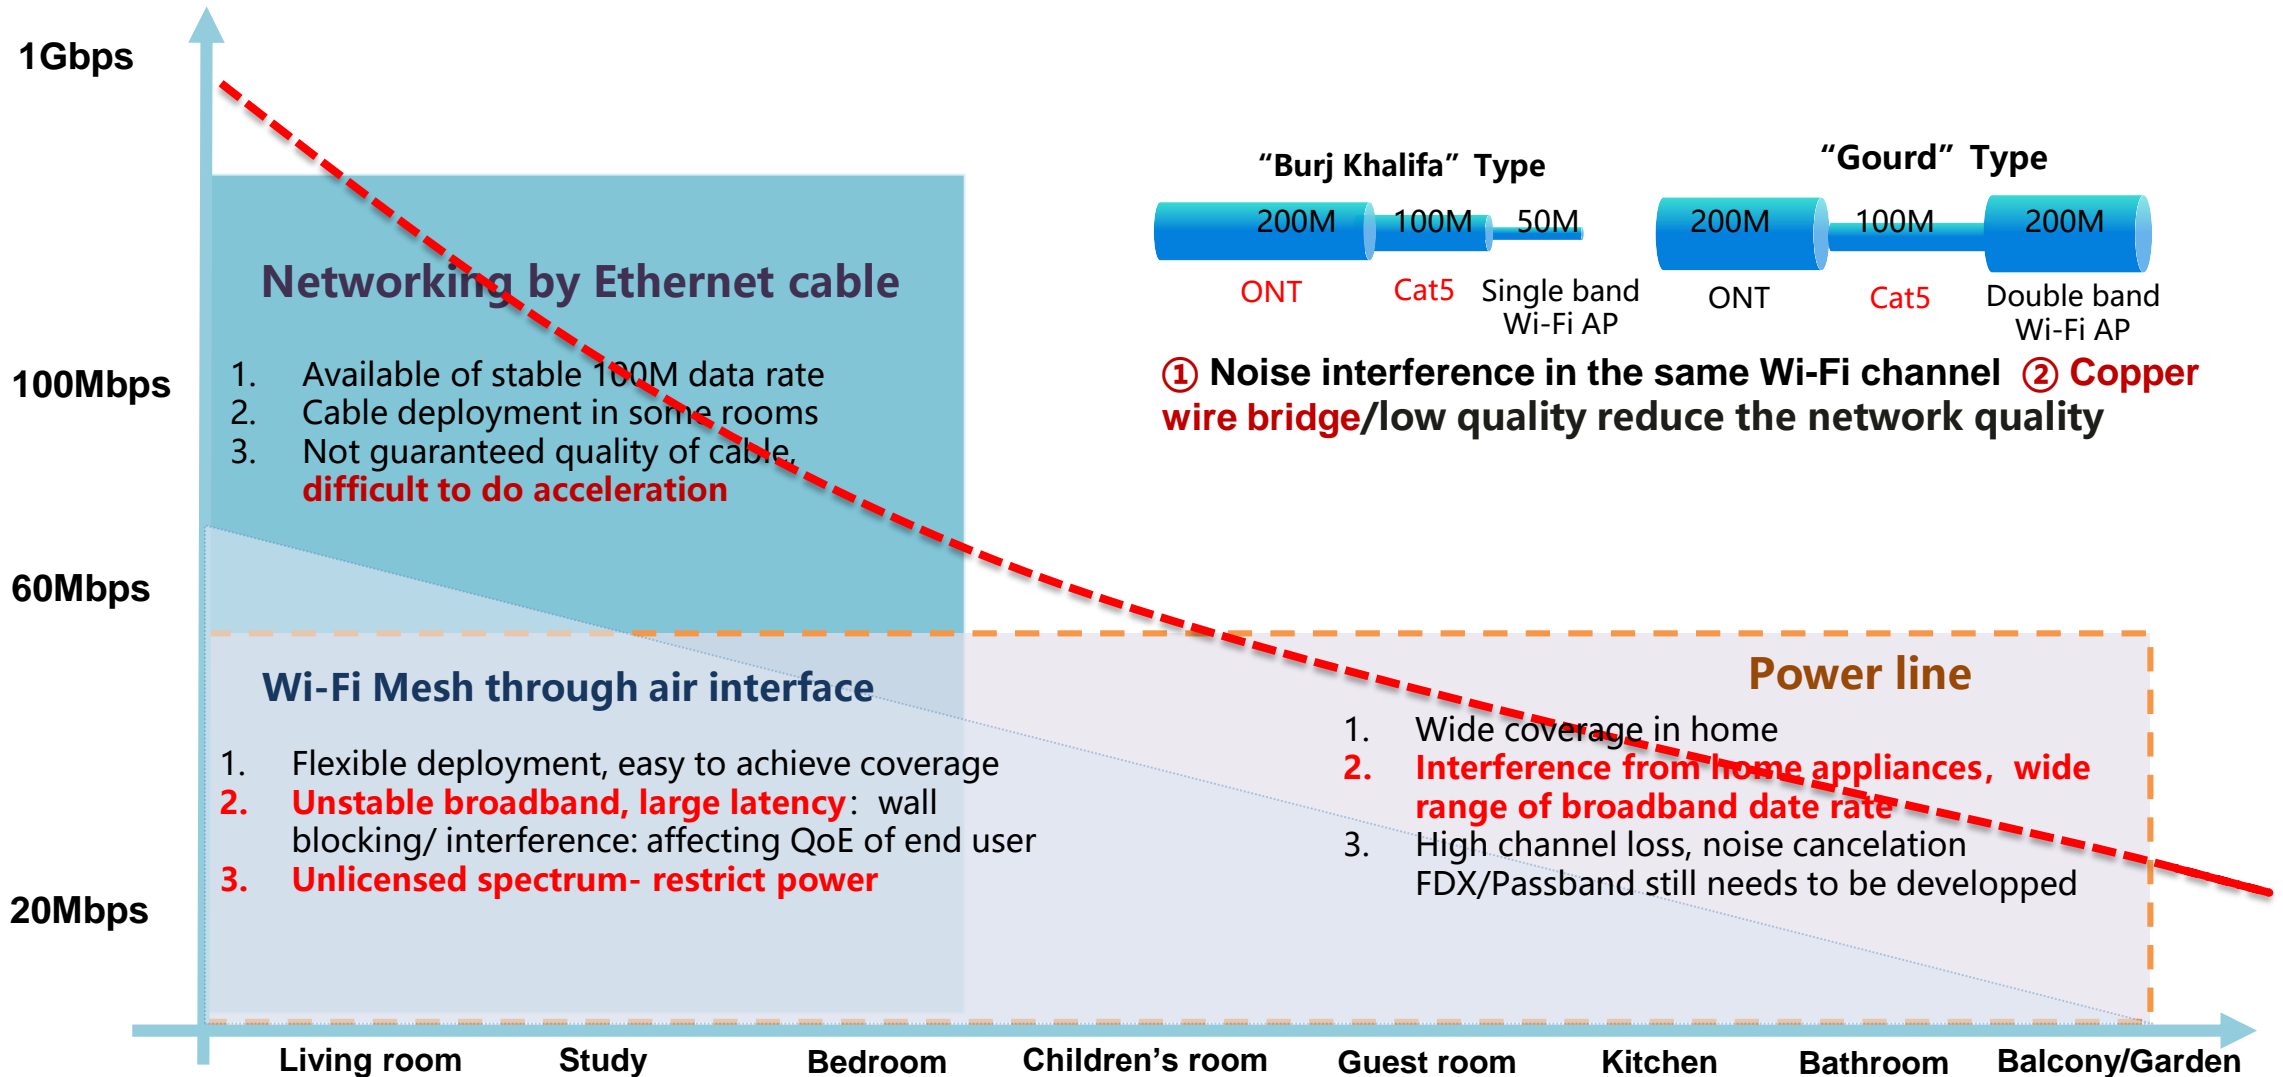 1Gbps
100Mbps
60Mbps
20Mbps
Networking by Ethernet cable
1. Available of stable 100M data rate
2. Cable deployment in some rooms
3. Not guaranteed quality of cable,
difficult to do acceleration
Wi-Fi Mesh through air interface
1. Flexible deployment, easy to achieve coverage
2. Unstable broadband, large latency: wall
blocking/ interference: affecting QoE of end user
3. Unlicensed spectrum- restrict power
“Burj Khalifa” Type
200M 100M 50M
ONT Cat5 Single band
Wi-Fi AP
“Gourd” Type
200M 100M 200M
ONT Cat5 Double band
Wi-Fi AP
① Noise interference in the same Wi-Fi channel ② Copper
wire bridge/low quality reduce the network quality
Power line
1. Wide coverage in home
2. Interference from home appliances, wide
range of broadband date rate
3. High channel loss, noise cancelation
FDX/Passband still needs to be developped
Living room Study Bedroom Children’s room Guest room Kitchen Bathroom Balcony/Garden